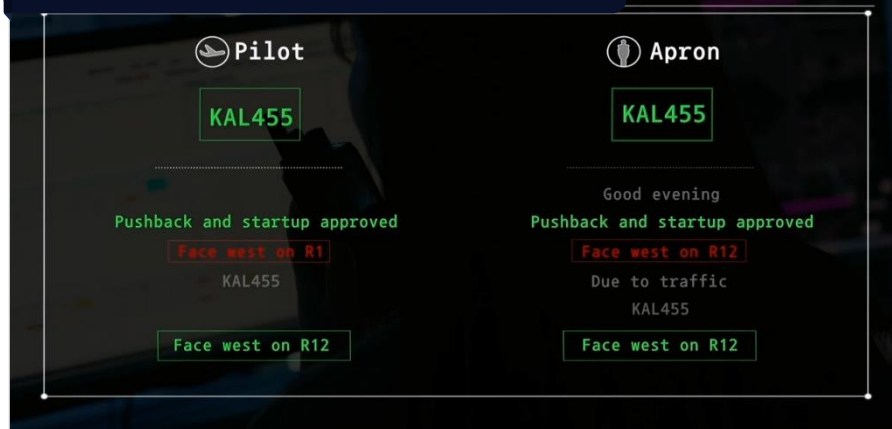 Pilot
KAL455
Pushback and startup approved
Face west on R1
KAL455
Face west on R12
Apron
KAL455
Good evening
Pushback and startup approved
Face west on R12
Due to traffic
KAL455
Face west on R12